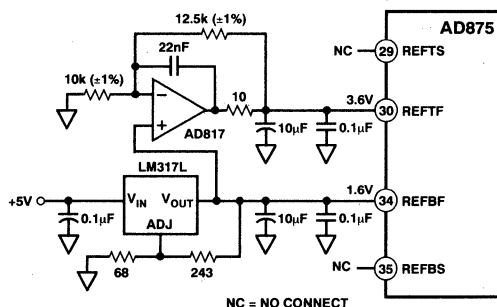 12.5k (±1%)
AD875
22nF
NC
29
REFTS
10k (±1%)
10
3.6V
30
REFTF
−
+
AD817
10µF
0.1µF
LM317L
1.6V
+5V
VIN
VOUT
34
REFBF
0.1µF
ADJ
10µF
0.1µF
68
243
NC
35
REFBS
NC = NO CONNECT